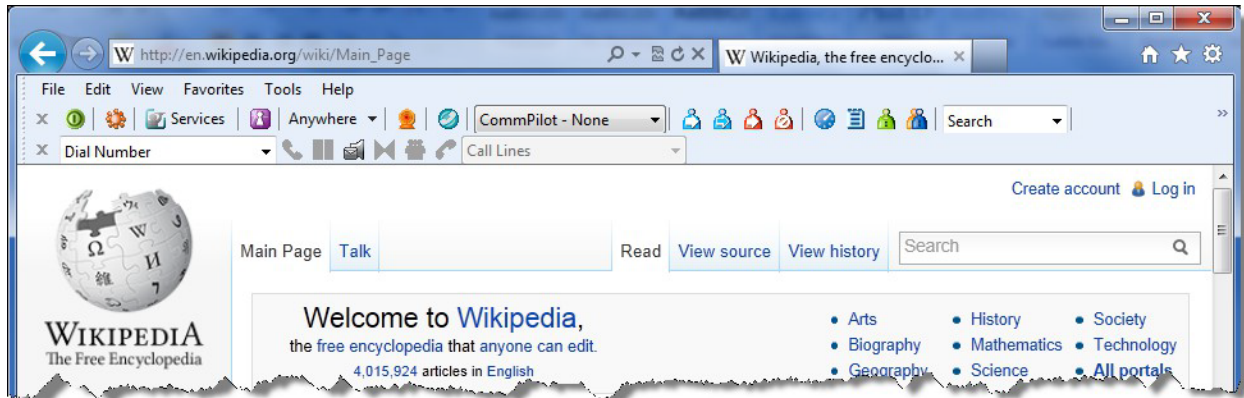 http://en.wikipedia.org/wiki/Main_Page
Wikipedia, the free encyclo...
File Edit View Favorites Tools Help
Services Anywhere CommPilot - None Search
Dial Number Call Lines
Create account Log in
Main Page Talk Read View source View history Search
WIKIPEDIA
The Free Encyclopedia
Welcome to Wikipedia,
the free encyclopedia that anyone can edit.
4,015,924 articles in English
Arts History Society
Biography Mathematics Technology
Geography Science All portals